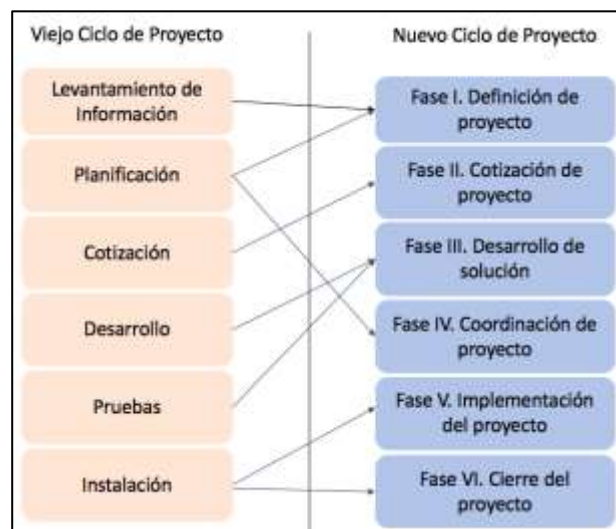 Viejo Ciclo de Proyecto
Levantamiento de
Información
Planificación
Cotización
Desarrollo
Pruebas
Instalación
Nuevo Ciclo de Proyecto
Fase I. Definición de
proyecto
Fase II. Cotización de
proyecto
Fase III. Desarrollo de
solución
Fase IV. Coordinación de
proyecto
Fase V. Implementación
del proyecto
Fase VI. Cierre del
proyecto